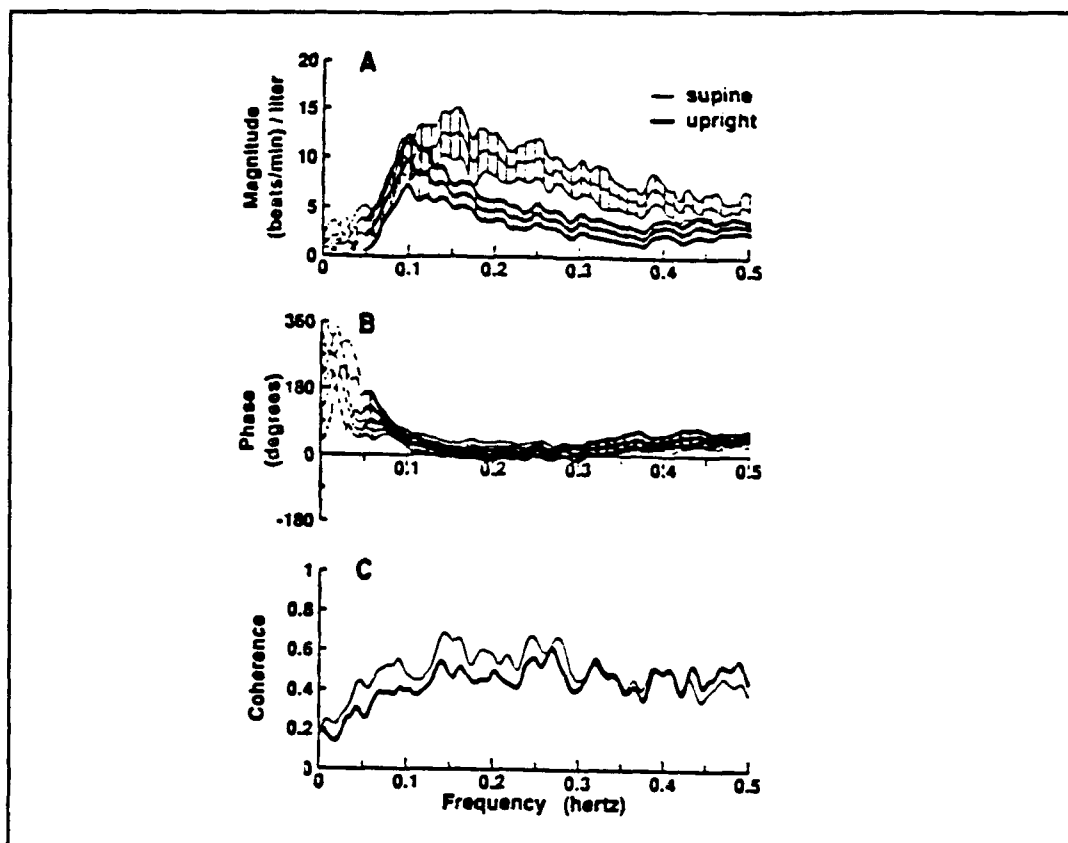 A
20
15
10
5
0
Magnitude
(beats/min) / liter
supine
upright
0 0.1 0.2 0.3 0.4 0.5
B
360
180
0
-180
Phase
(degrees)
0.1 0.2 0.3 0.4 0.5
C
1
0.8
0.6
0.4
0.2
0
Coherence
0 0.1 0.2 0.3 0.4 0.5
Frequency (hertz)